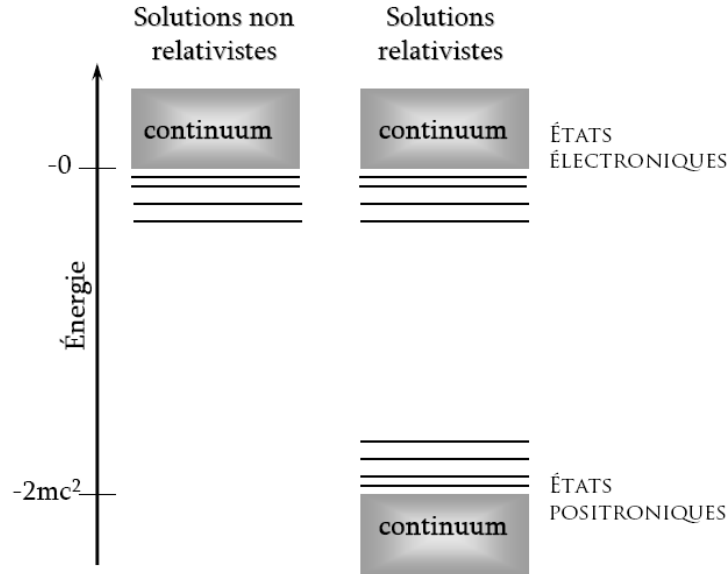 Solutions non
relativistes
Solutions
relativistes
continuum
continuum
ÉTATS
ÉLECTRONIQUES
-0
Énergie
-2mc²
continuum
ÉTATS
POSITRONIQUES